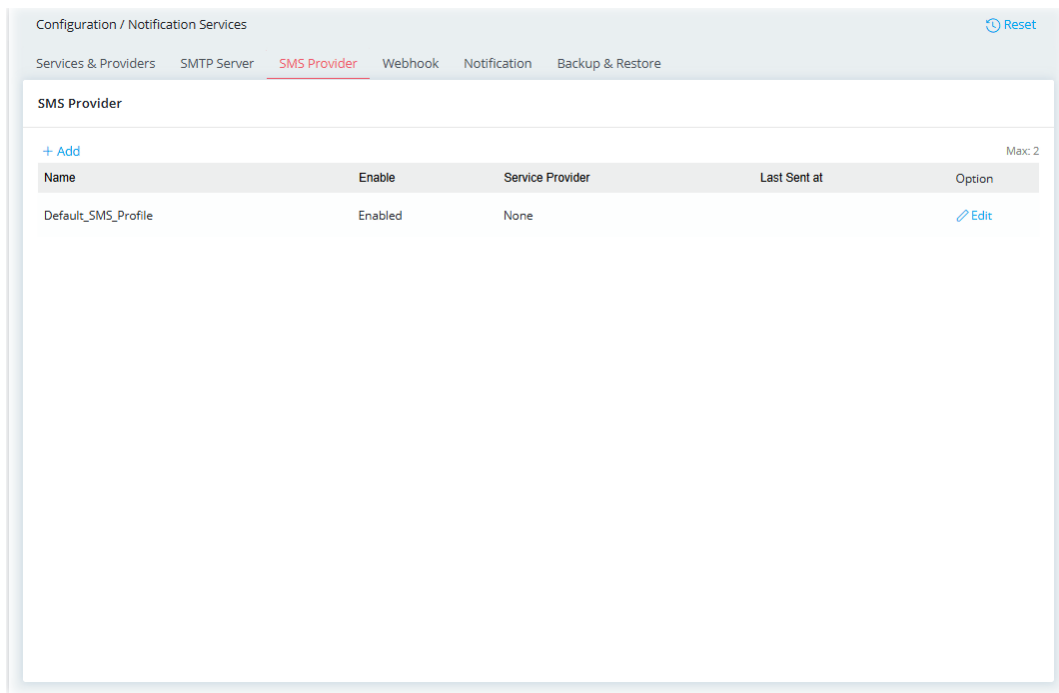 Configuration / Notification Services
Reset
Services & Providers SMTP Server SMS Provider Webhook Notification Backup & Restore
SMS Provider
+ Add
Max: 2
Name Enable Service Provider Last Sent at Option
Default_SMS_Profile Enabled None Edit